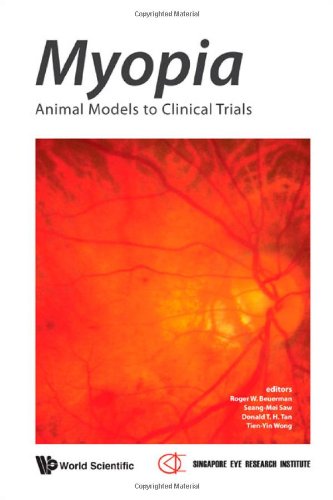 Myopia
Animal Models to Clinical Trials
editors
Roger W. Beuerman
Seang-Mei Saw
Donald T. H. Tan
Tien-Yin Wong
World Scientific
SINGAPORE EYE RESEARCH INSTITUTE